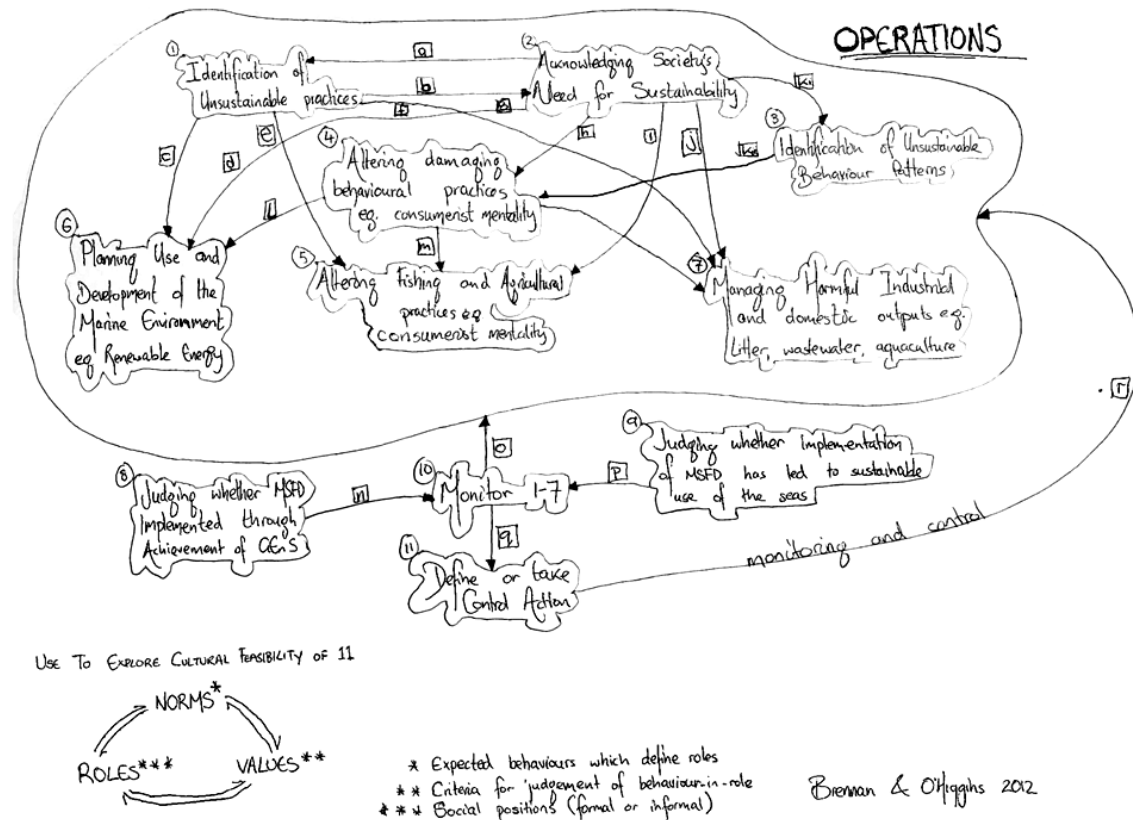 OPERATIONS
①
Identification of
Unsustainable practices
②
Acknowledging Society's
Need for Sustainability
③
Identification of Unsustainable
Behaviour Patterns
④
Altering damaging
behavioural practices
eg. consumerist mentality
⑤
Altering Fishing and Agricultural
practices eg
consumerist mentality
⑥
Planning Use and
Development of the
Marine Environment
eg Renewable Energy
⑦
Managing Harmful Industrial
and domestic outputs eg.
Litter, wastewater, aquaculture
a
b
c
d
e
f
h
i
j
l
m
n
o
p
q
r
⑧
Judging whether MSFD
Implemented through
Achievement of GEnS
⑨
Judging whether implementation
of MSFD has led to sustainable
use of the seas
⑩
Monitor 1-7
⑪
Define or take
Control Action
monitoring and control
USE TO EXPLORE CULTURAL FEASIBILITY OF 11
NORMS*
ROLES***
VALUES**
* Expected behaviours which define roles
** Criteria for judgement of behaviour-in-role
*** Social positions (formal or informal)
Brennan & O'Higgins 2012